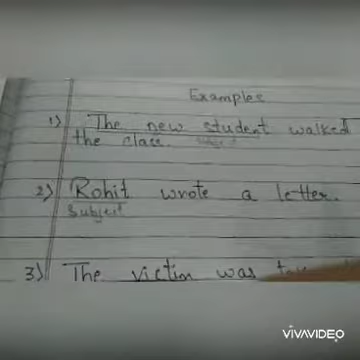 Examples
1) The new student walked
the class. Subject
2) Rohit wrote a letter.
Subject
3) The victim was
VIVAVIDEO